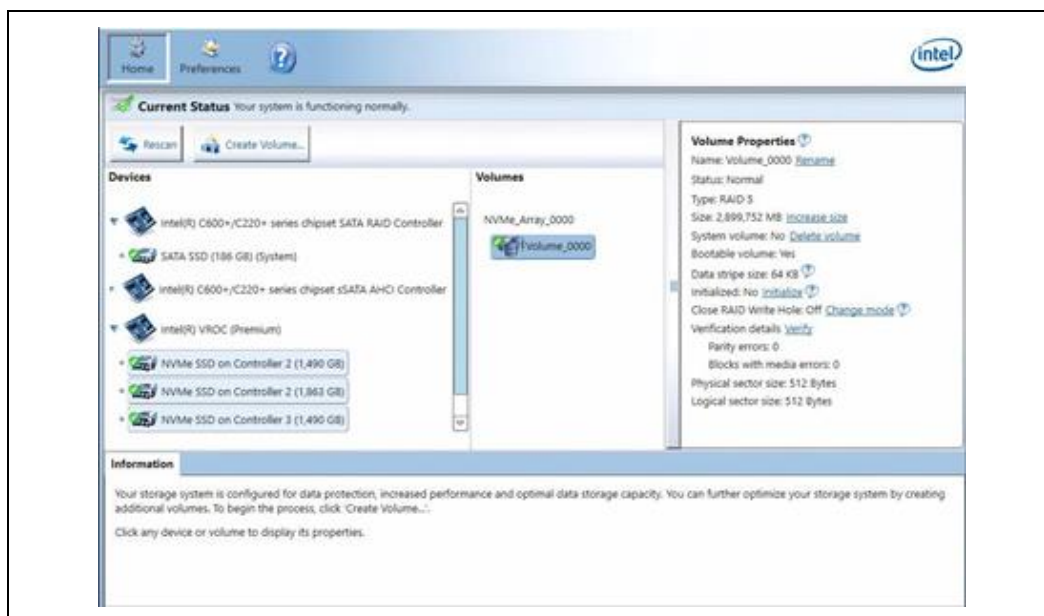 Home
Preferences
intel
Current Status Your system is functioning normally.
Rescan
Create Volume...
Devices
Intel(R) C600+/C220+ series chipset SATA RAID Controller
SATA SSD (186 GB) (System)
Intel(R) C600+/C220+ series chipset sSATA AHCI Controller
Intel(R) VROC (Premium)
NVMe SSD on Controller 2 (1,490 GB)
NVMe SSD on Controller 2 (1,863 GB)
NVMe SSD on Controller 3 (1,490 GB)
Volumes
NVMe_Array_0000
Volume_0000
Volume Properties
Name: Volume_0000 Rename
Status: Normal
Type: RAID 5
Size: 2,899,752 MB Increase size
System volume: No Delete volume
Bootable volume: Yes
Data stripe size: 64 KB
Initialized: No Initialize
Close RAID Write Hole: Off Change mode
Verification details Verify
Parity errors: 0
Blocks with media errors: 0
Physical sector size: 512 Bytes
Logical sector size: 512 Bytes
Information
Your storage system is configured for data protection, increased performance and optimal data storage capacity. You can further optimize your storage system by creating
additional volumes. To begin the process, click 'Create Volume...'.
Click any device or volume to display its properties.